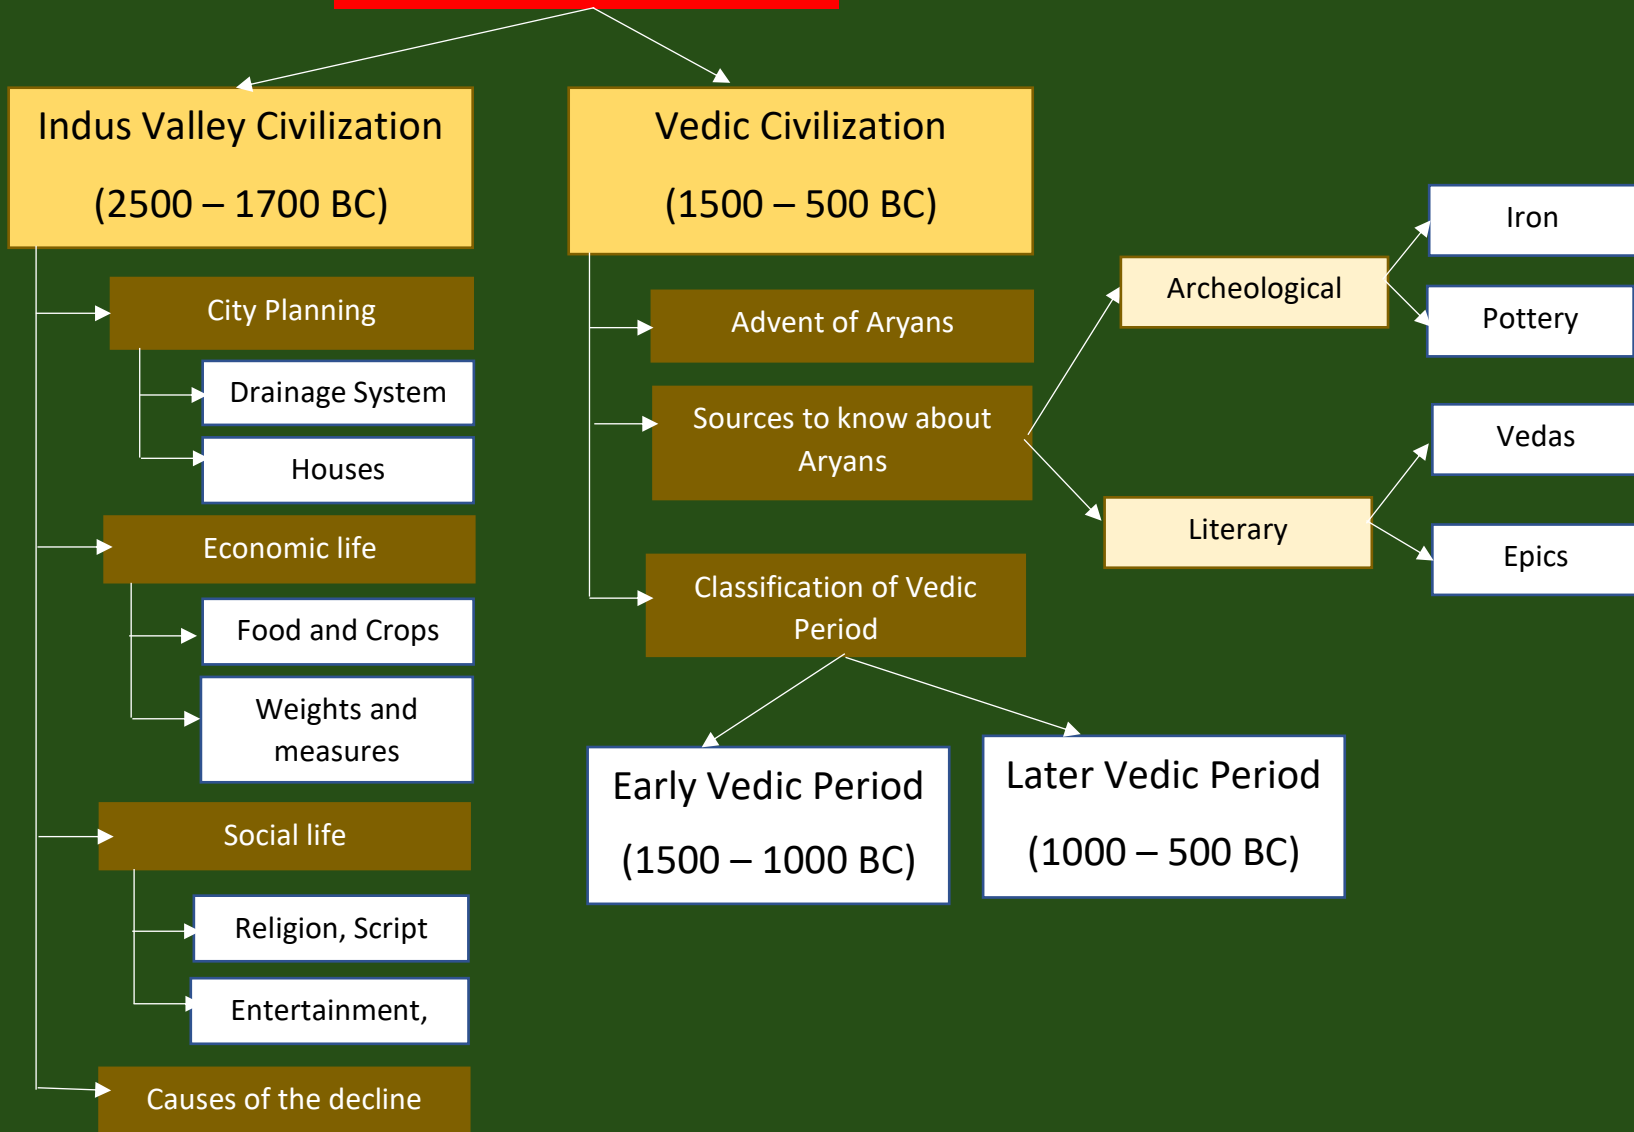 Indus Valley Civilization
(2500 – 1700 BC)
City Planning
Drainage System
Houses
Economic life
Food and Crops
Weights and
measures
Social life
Religion, Script
Entertainment,
Causes of the decline
Vedic Civilization
(1500 – 500 BC)
Advent of Aryans
Sources to know about
Aryans
Archeological
Iron
Pottery
Literary
Vedas
Epics
Classification of Vedic
Period
Early Vedic Period
(1500 – 1000 BC)
Later Vedic Period
(1000 – 500 BC)